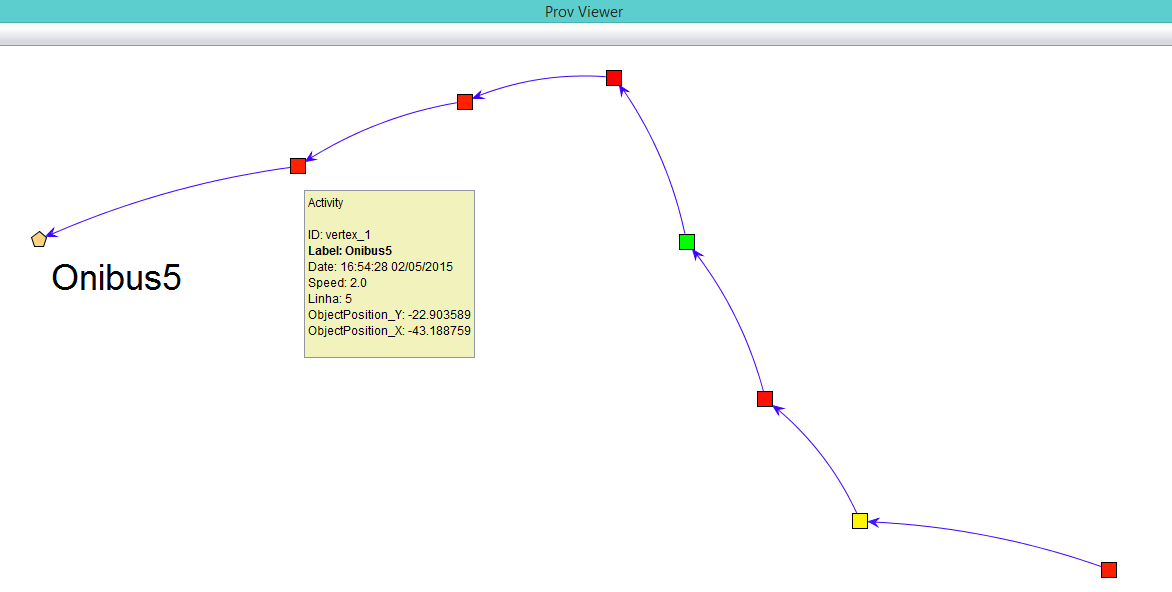 Prov Viewer
Activity
ID: vertex_1
Label: Onibus5
Date: 16:54:28 02/05/2015
Speed: 2.0
Linha: 5
ObjectPosition_Y: -22.903589
ObjectPosition_X: -43.188759
Onibus5